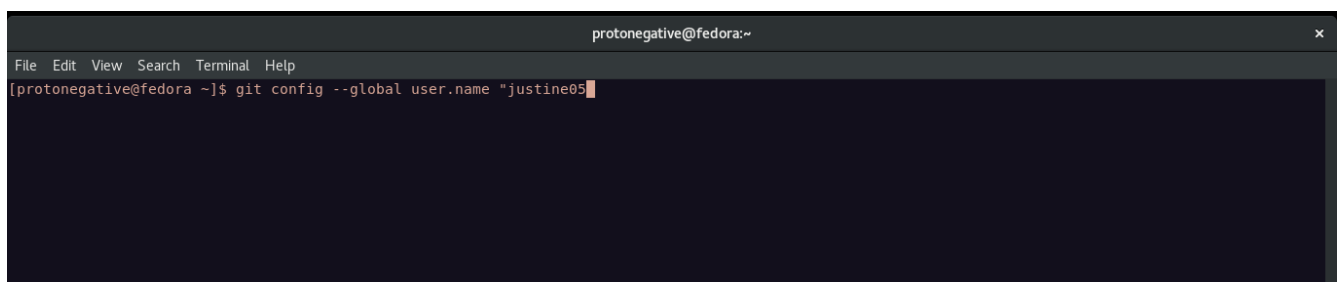 protonegative@fedora:~ ×
File Edit View Search Terminal Help
[protonegative@fedora ~]$ git config --global user.name "justine05